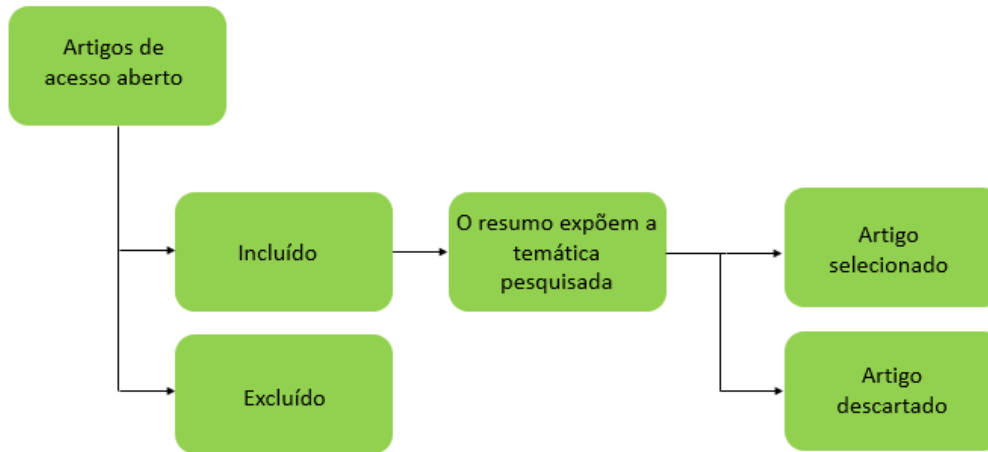 Artigos de
acesso aberto
Incluído
O resumo expõem a
temática
pesquisada
Artigo
selecionado
Excluído
Artigo
descartado